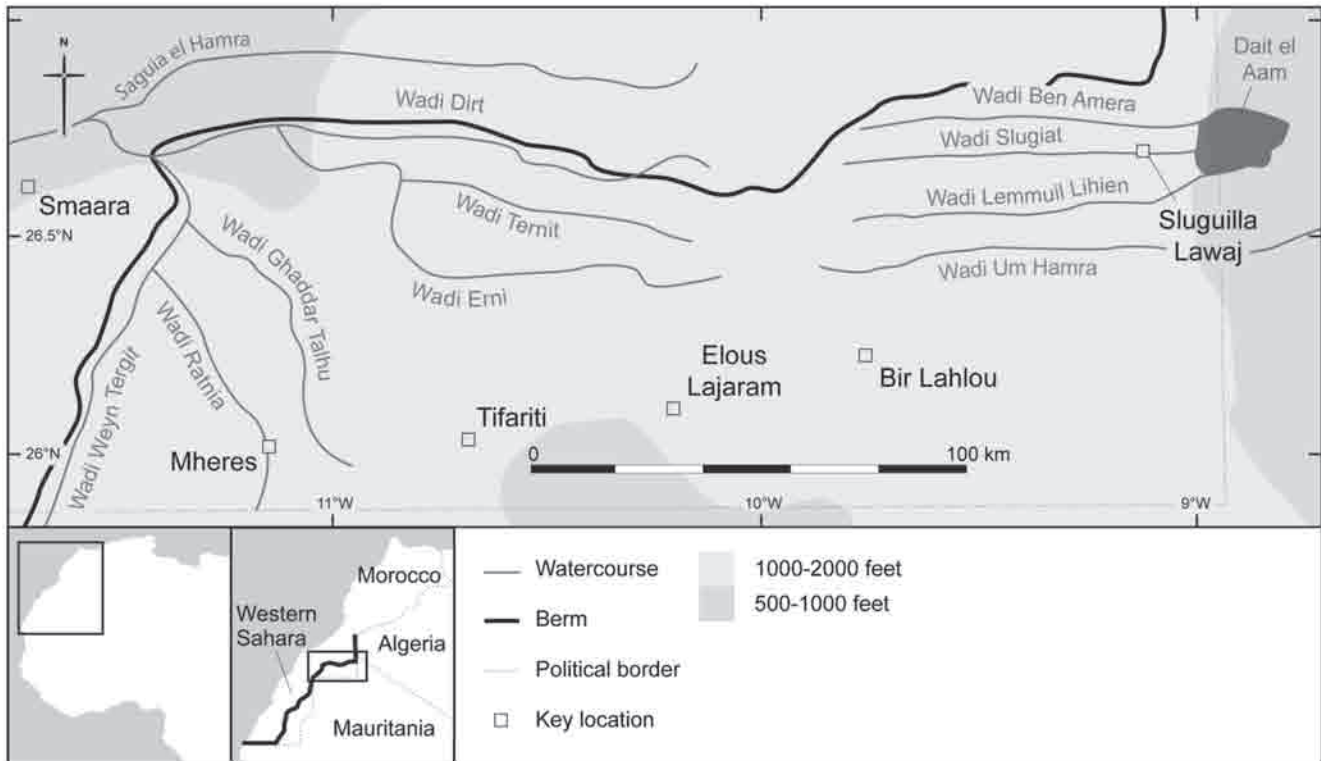 N
Saguia el Hamra
Dait el
Aam
Wadi Dirt
Wadi Ben Amera
Wadi Slugiat
Smaara
Wadi Lemmull Lihien
Sluguilla
Lawaj
26.5°N
Wadi Ternit
Wadi Ghaddar Talhu
Wadi Erni
Wadi Um Hamra
Wadi Ratnia
Wadi Weyn Tergit
Elous
Lajaram
Bir Lahlou
Tifariti
Mheres
26°N
0
100 km
11°W
10°W
9°W
Morocco
Western
Sahara
Algeria
Mauritania
Watercourse
Berm
Political border
Key location
1000-2000 feet
500-1000 feet